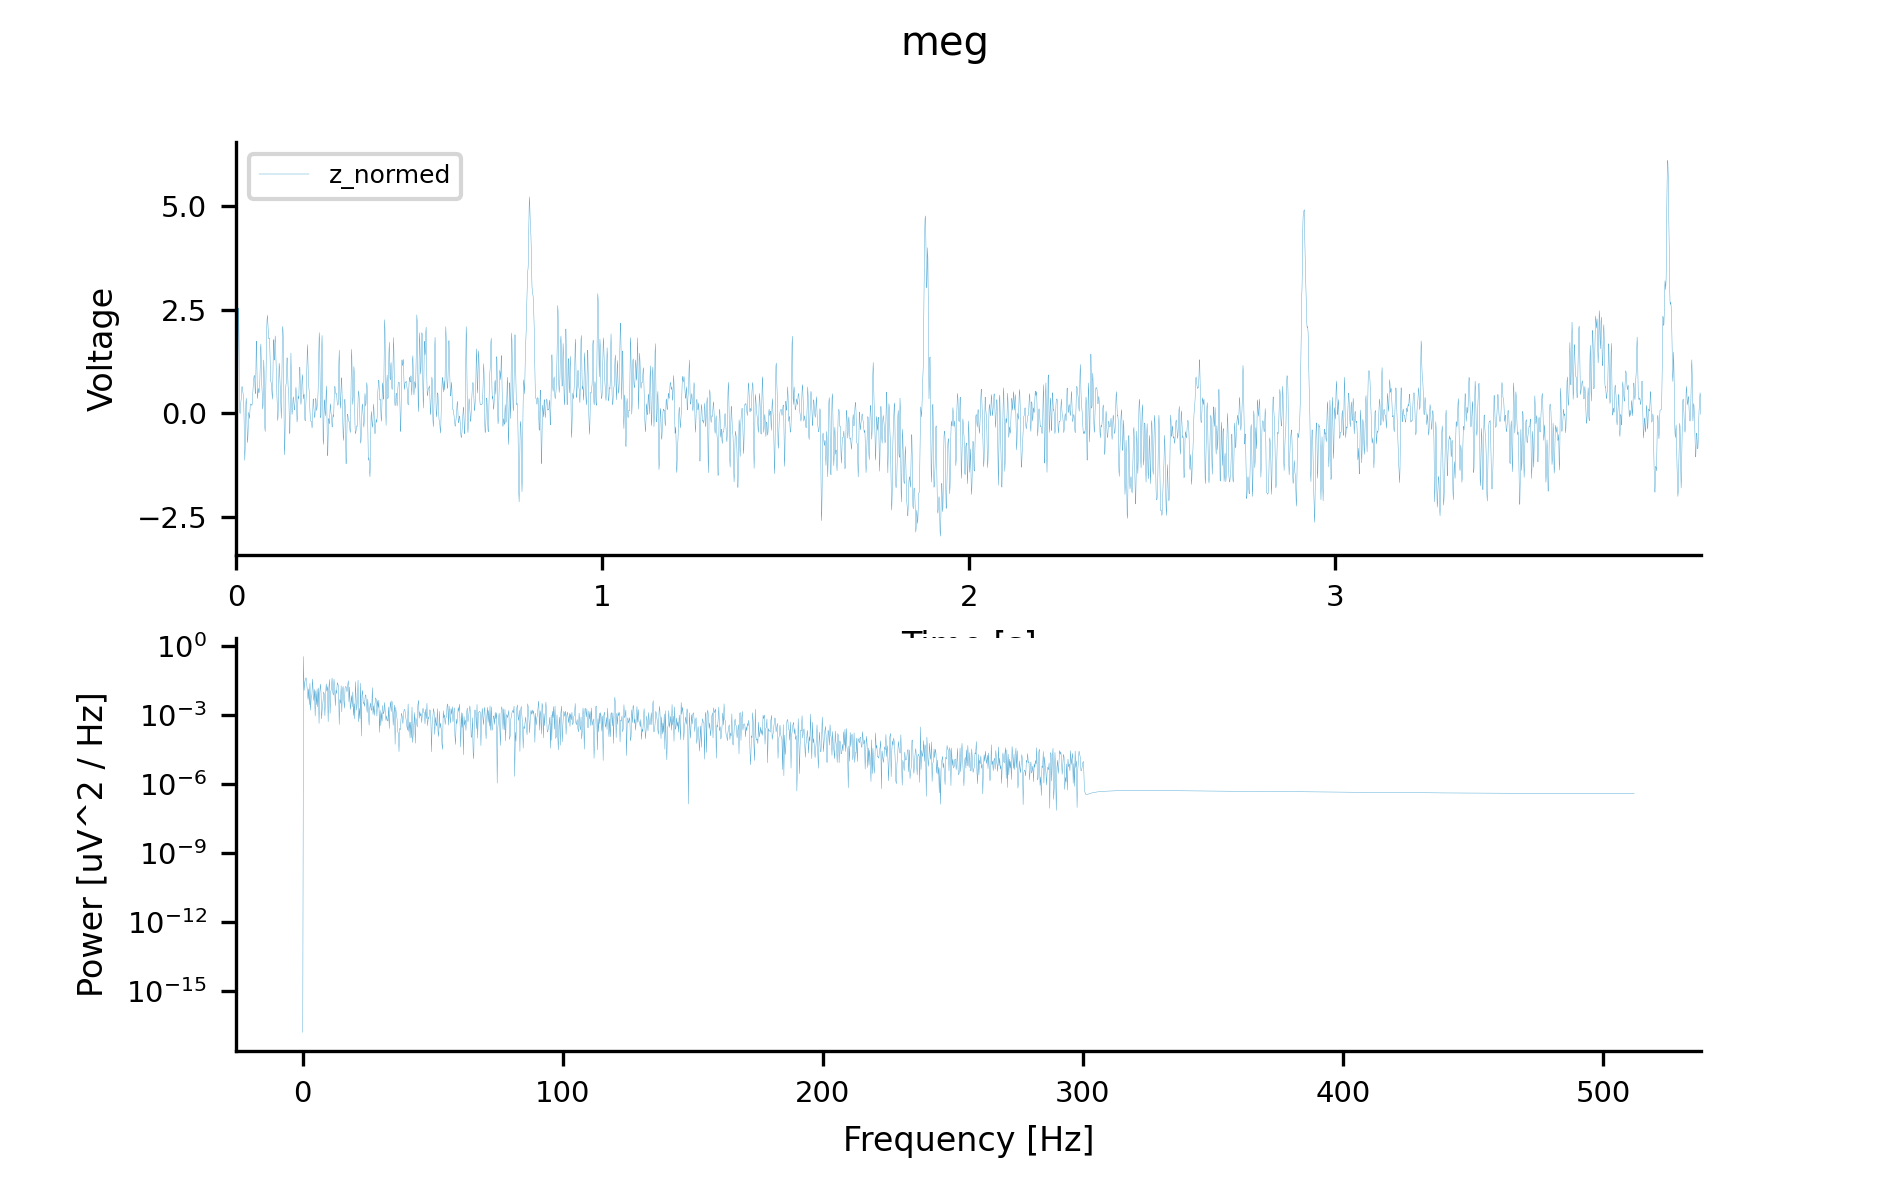 meg
z_normed
Voltage
5.0
2.5
0.0
−2.5
0 1 2 3
Time [s]
Power [uV^2 / Hz]
10^0
10^−3
10^−6
10^−9
10^−12
10^−15
0 100 200 300 400 500
Frequency [Hz]